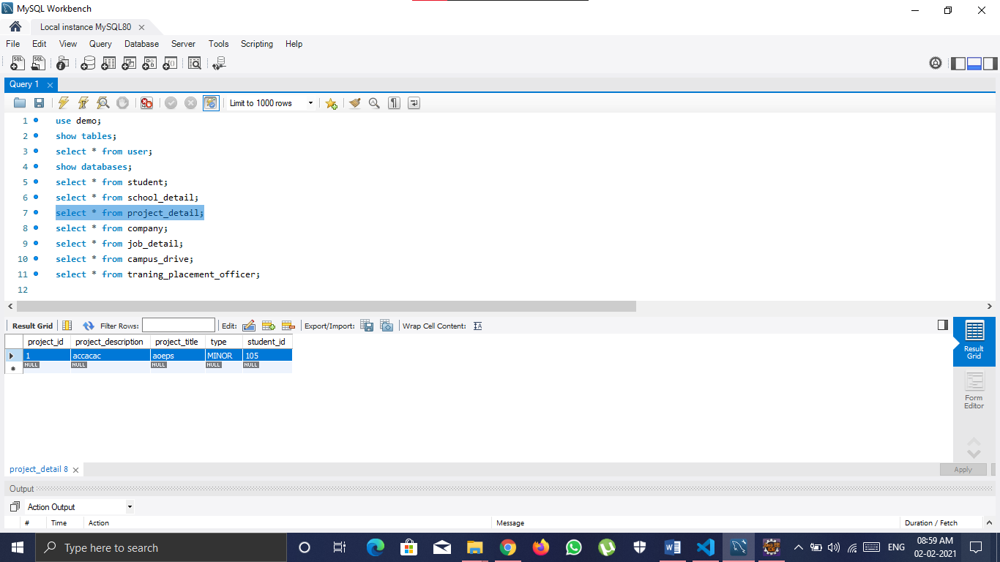 MySQL Workbench
Local instance MySQL80
File Edit View Query Database Server Tools Scripting Help
Query 1
Limit to 1000 rows
1 use demo;
2 show tables;
3 select * from user;
4 show databases;
5 select * from student;
6 select * from school_detail;
7 select * from project_detail;
8 select * from company;
9 select * from job_detail;
10 select * from campus_drive;
11 select * from traning_placement_officer;
12
Result Grid Filter Rows: Edit: Export/Import: Wrap Cell Content:
project_id project_description project_title type student_id
1 accacac aoeps MINOR 105
NULL NULL NULL NULL NULL
Result
Grid
Form
Editor
project_detail 8
Apply
Output
Action Output
# Time Action Message Duration / Fetch
Type here to search
ENG
08:59 AM
02-02-2021